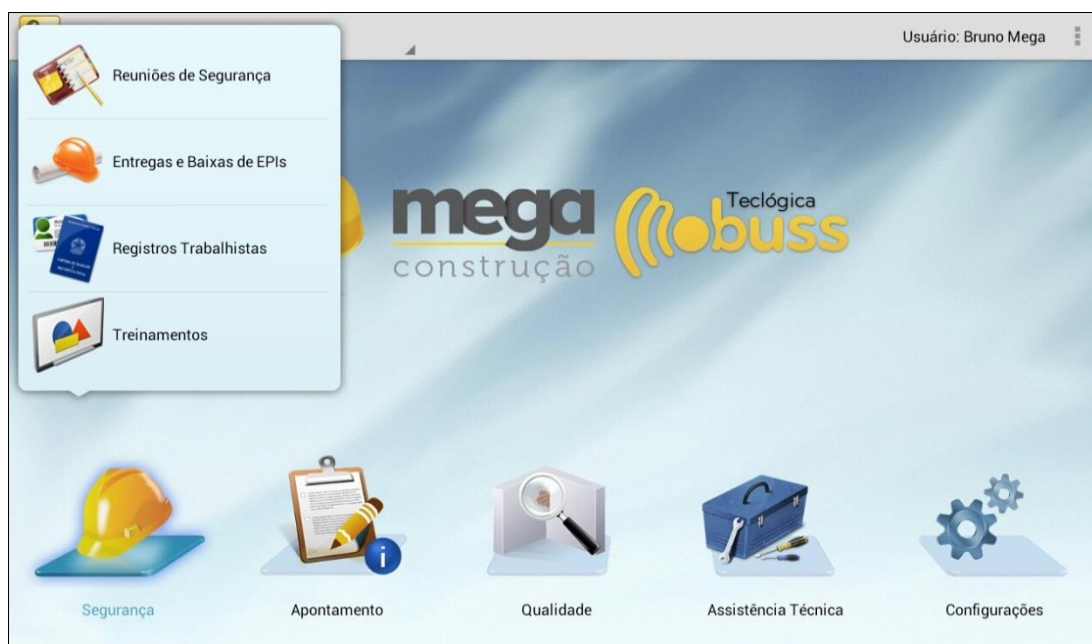 Usuário: Bruno Mega
Reuniões de Segurança
Entregas e Baixas de EPIs
Registros Trabalhistas
Treinamentos
mega
construção
Teclógica
mobuss
Segurança
Apontamento
Qualidade
Assistência Técnica
Configurações